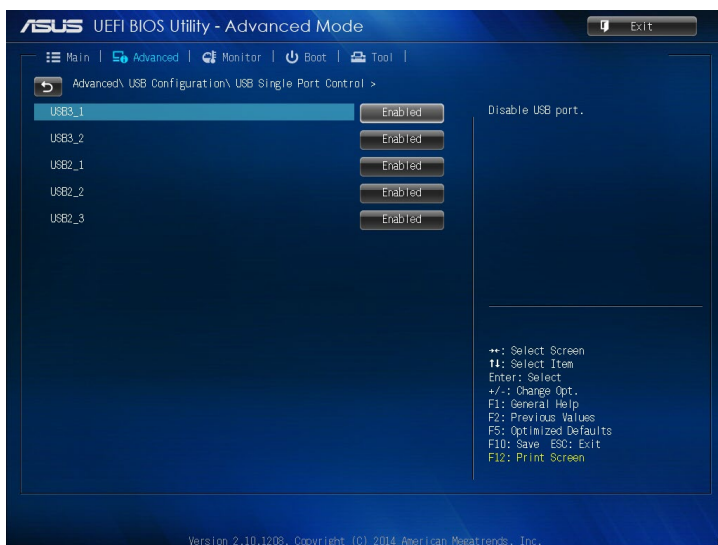 ASUS UEFI BIOS Utility - Advanced Mode
Exit
Main | Advanced | Monitor | Boot | Tool |
Advanced\ USB Configuration\ USB Single Port Control >
USB3_1 Enabled
USB3_2 Enabled
USB2_1 Enabled
USB2_2 Enabled
USB2_3 Enabled
Disable USB port.
→←: Select Screen
↑↓: Select Item
Enter: Select
+/-: Change Opt.
F1: General Help
F2: Previous Values
F5: Optimized Defaults
F10: Save ESC: Exit
F12: Print Screen
Version 2.10.1208. Copyright (C) 2014 American Megatrends, Inc.